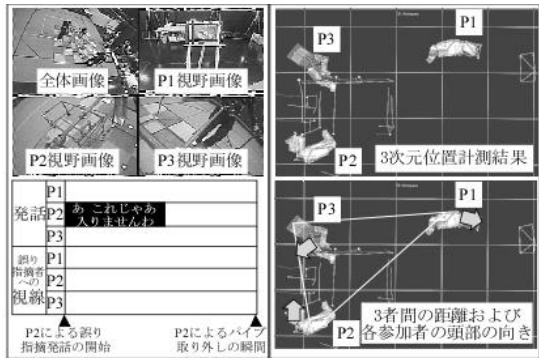 全体画像
P1視野画像
P2視野画像
P3視野画像
発話
P1
P2
P3
あ これじゃあ
入りませんわ
誤り
指摘者
への
視線
P1
P2
P3
P2による誤り
指摘発話の開始
P2によるパイプ
取り外しの瞬間
P3
P1
P2
3次元位置計測結果
P3
P1
P2
3者間の距離および
各参加者の頭部の向き